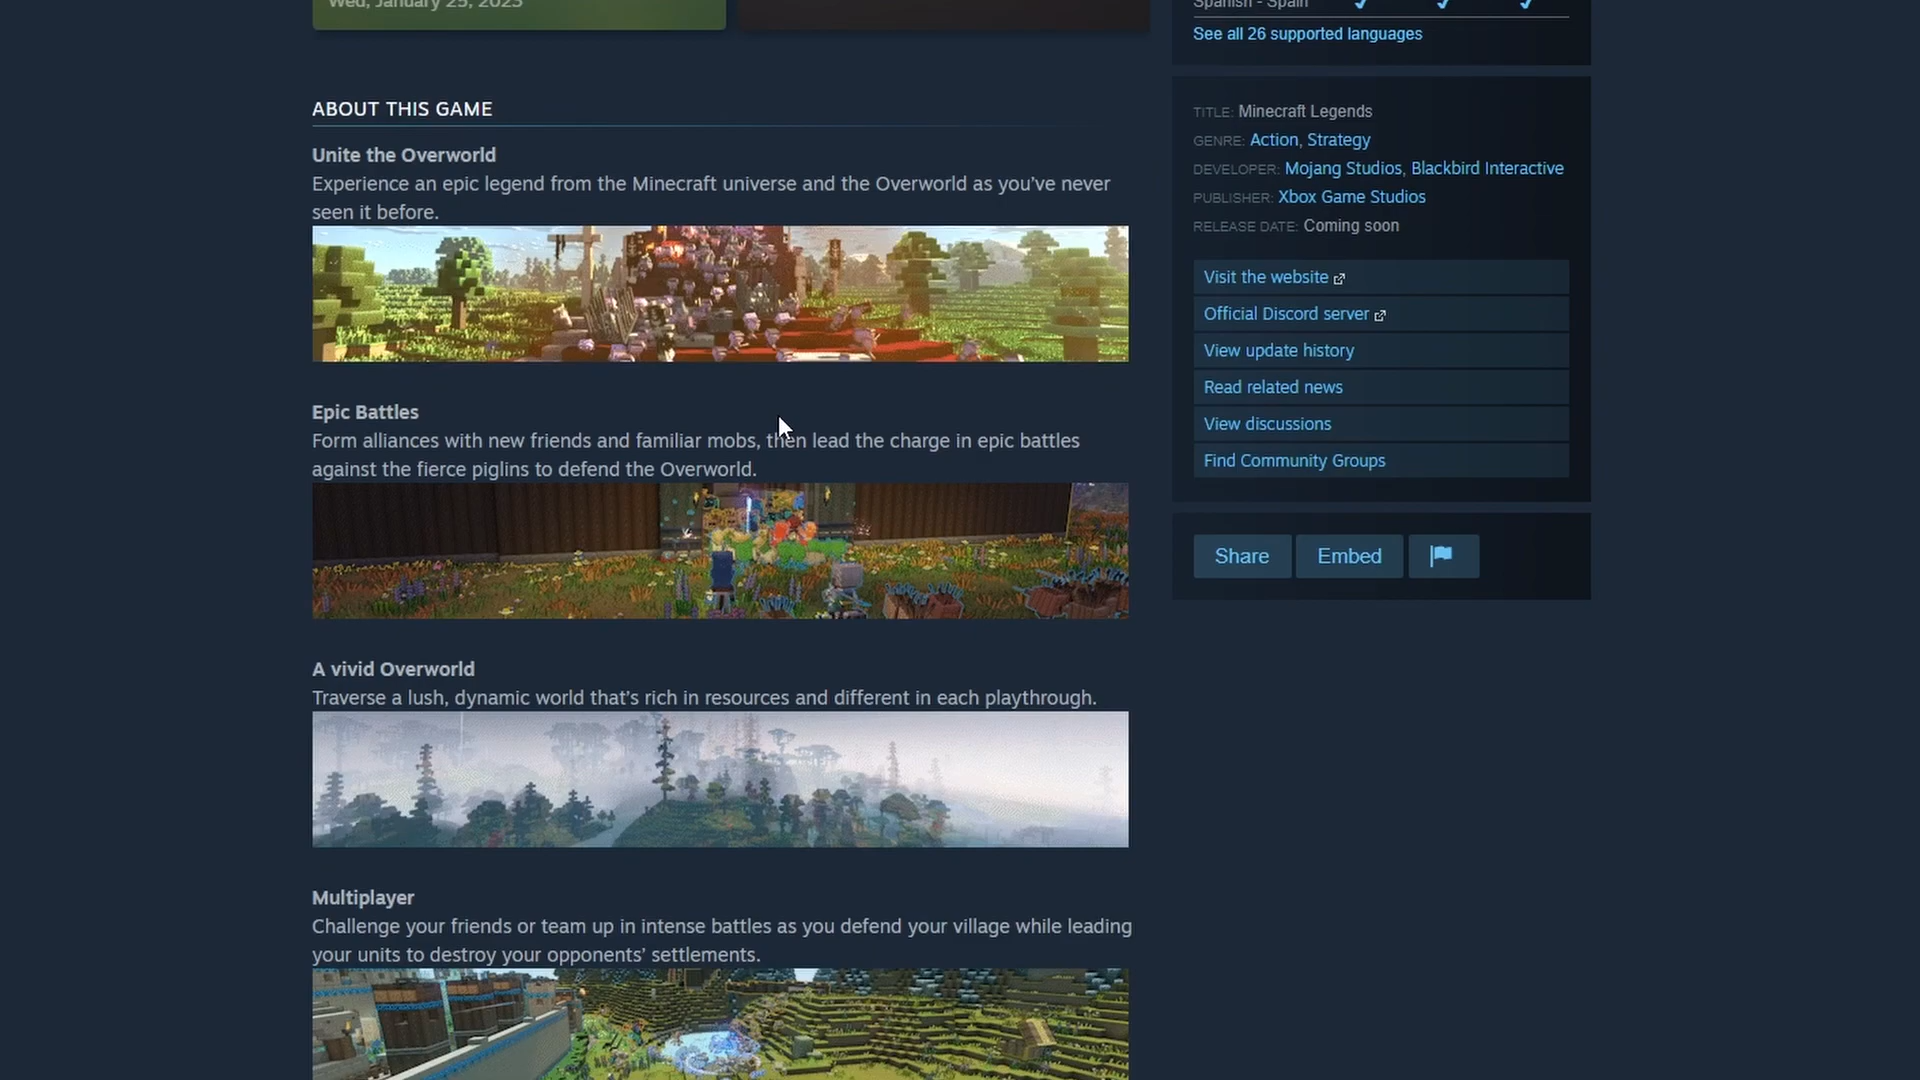 Wed, January 25, 2023
ABOUT THIS GAME
Unite the Overworld
Experience an epic legend from the Minecraft universe and the Overworld as you've never
seen it before.
Epic Battles
Form alliances with new friends and familiar mobs, then lead the charge in epic battles
against the fierce piglins to defend the Overworld.
A vivid Overworld
Traverse a lush, dynamic world that's rich in resources and different in each playthrough.
Multiplayer
Challenge your friends or team up in intense battles as you defend your village while leading
your units to destroy your opponents' settlements.
Spanish - Spain
See all 26 supported languages
TITLE: Minecraft Legends
GENRE: Action, Strategy
DEVELOPER: Mojang Studios, Blackbird Interactive
PUBLISHER: Xbox Game Studios
RELEASE DATE: Coming soon
Visit the website
Official Discord server
View update history
Read related news
View discussions
Find Community Groups
Share Embed